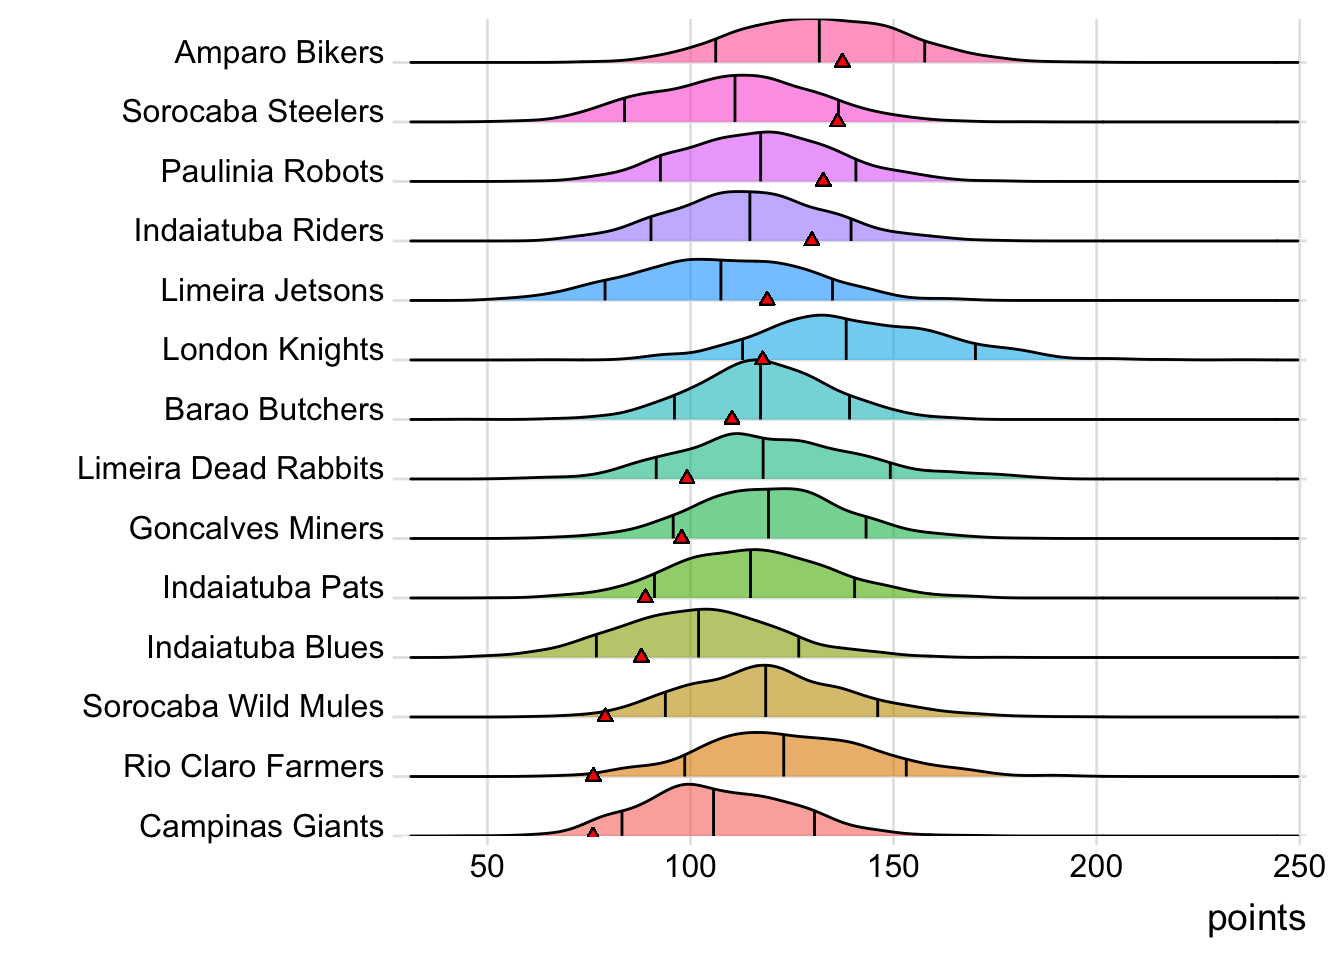 Amparo Bikers
Sorocaba Steelers
Paulinia Robots
Indaiatuba Riders
Limeira Jetsons
London Knights
Barao Butchers
Limeira Dead Rabbits
Goncalves Miners
Indaiatuba Pats
Indaiatuba Blues
Sorocaba Wild Mules
Rio Claro Farmers
Campinas Giants
50 100 150 200 250
points